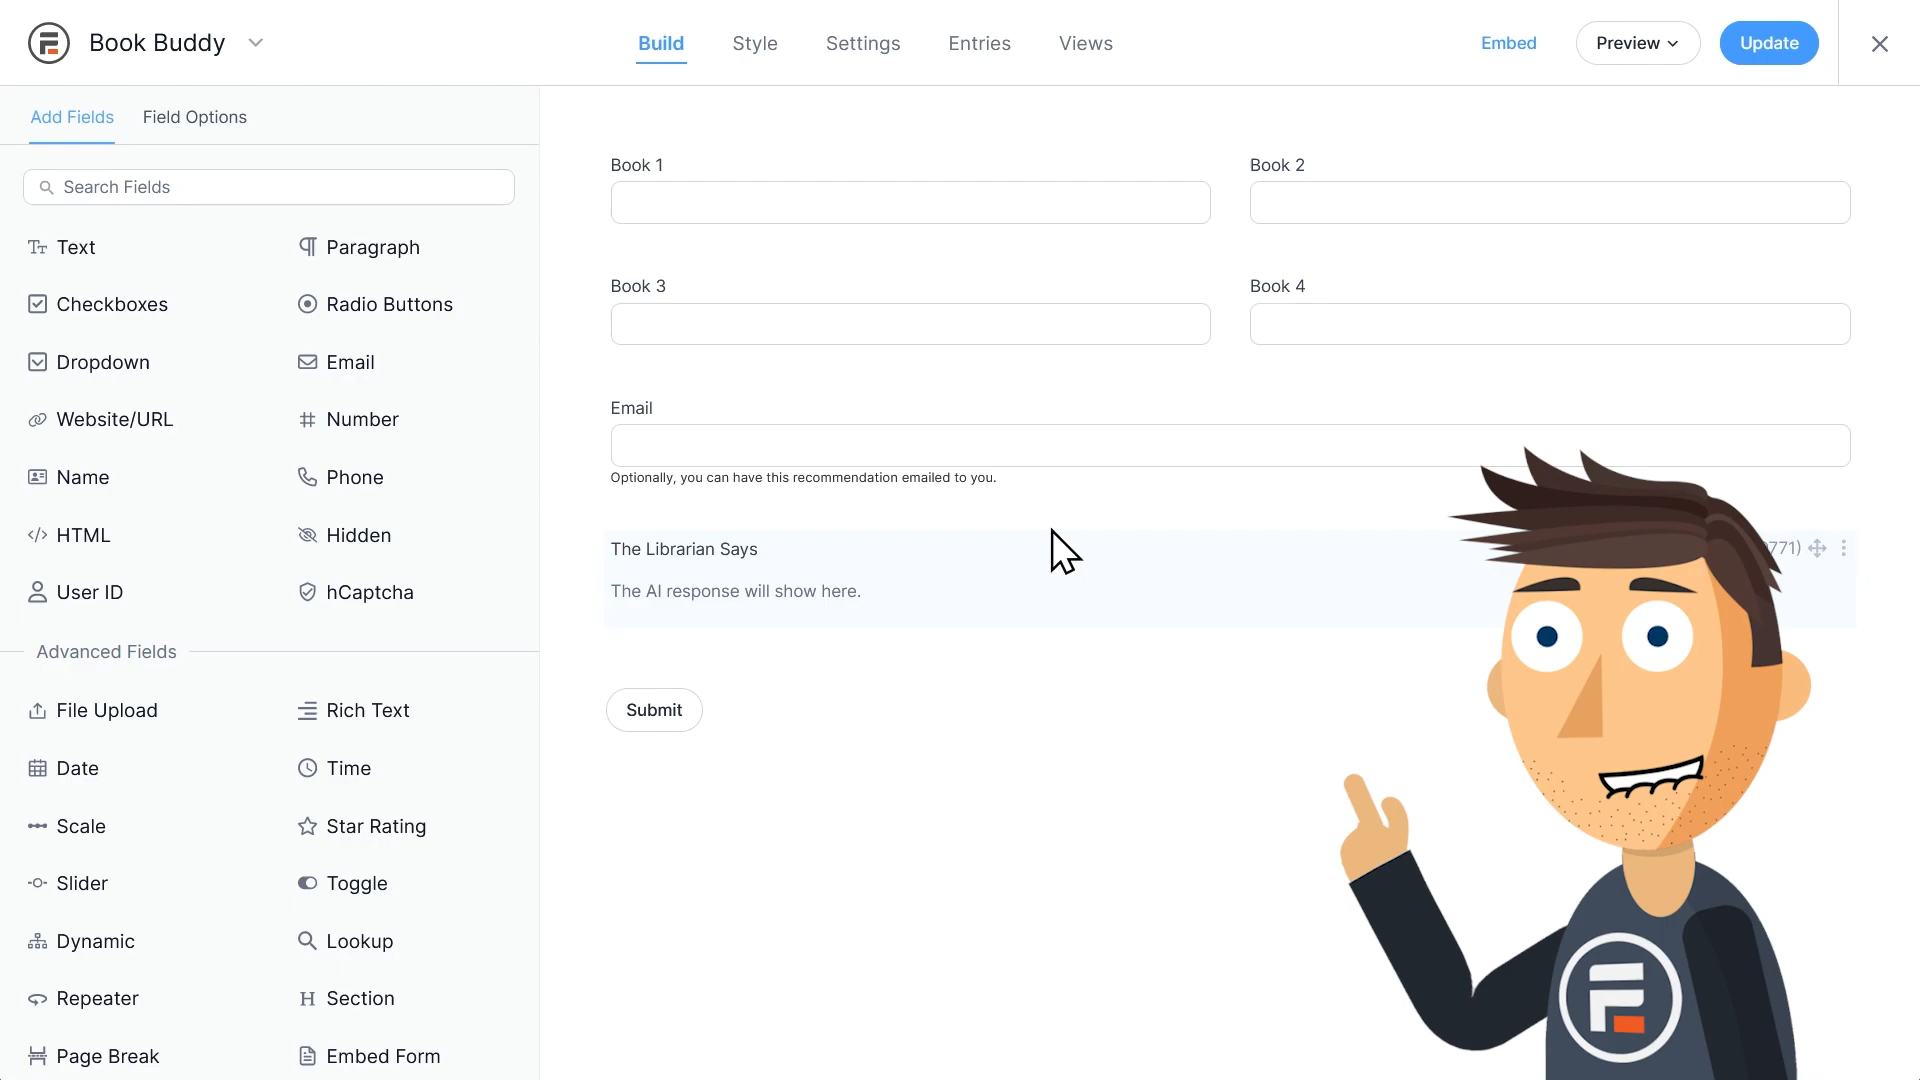 Book Buddy
Build
Style
Settings
Entries
Views
Embed
Preview
Update
Add Fields
Field Options
Search Fields
Text
Paragraph
Checkboxes
Radio Buttons
Dropdown
Email
Website/URL
Number
Name
Phone
HTML
Hidden
User ID
hCaptcha
Advanced Fields
File Upload
Rich Text
Date
Time
Scale
Star Rating
Slider
Toggle
Dynamic
Lookup
Repeater
Section
Page Break
Embed Form
Book 1
Book 2
Book 3
Book 4
Email
Optionally, you can have this recommendation emailed to you.
The Librarian Says
771)
The AI response will show here.
Submit